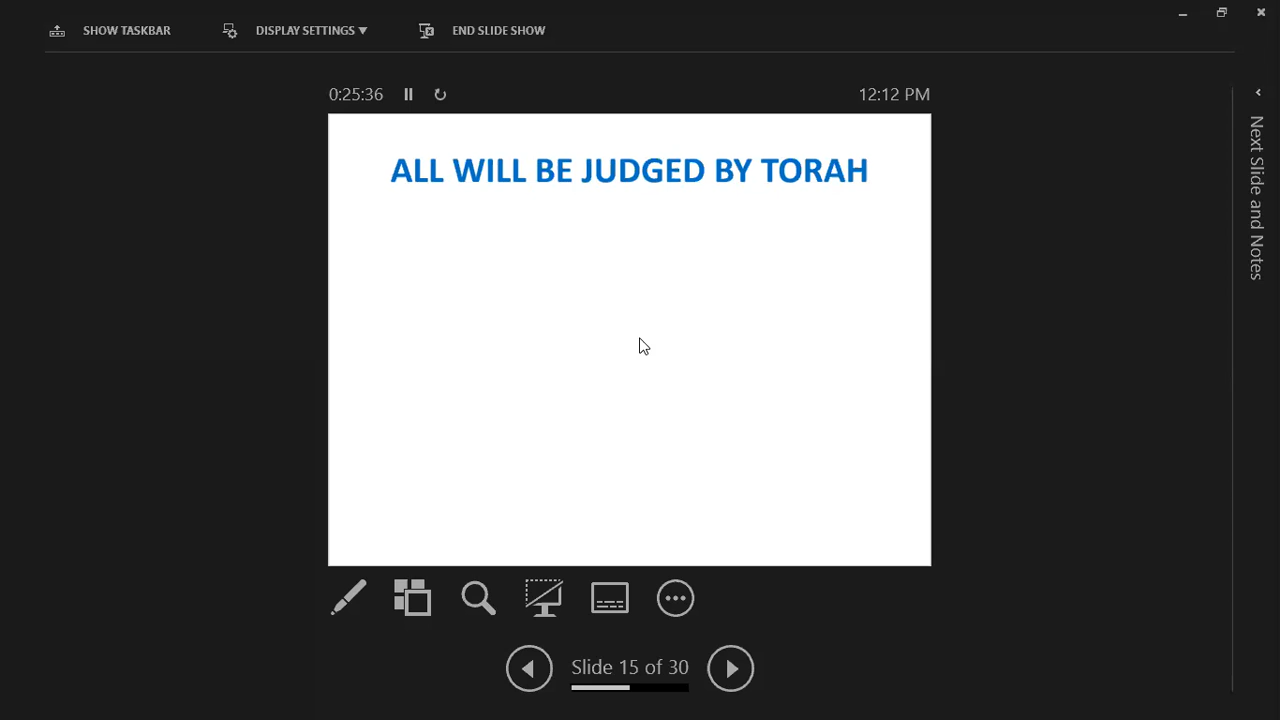 SHOW TASKBAR
DISPLAY SETTINGS ▼
END SLIDE SHOW
0:25:36
12:12 PM
ALL WILL BE JUDGED BY TORAH
Next Slide and Notes
Slide 15 of 30